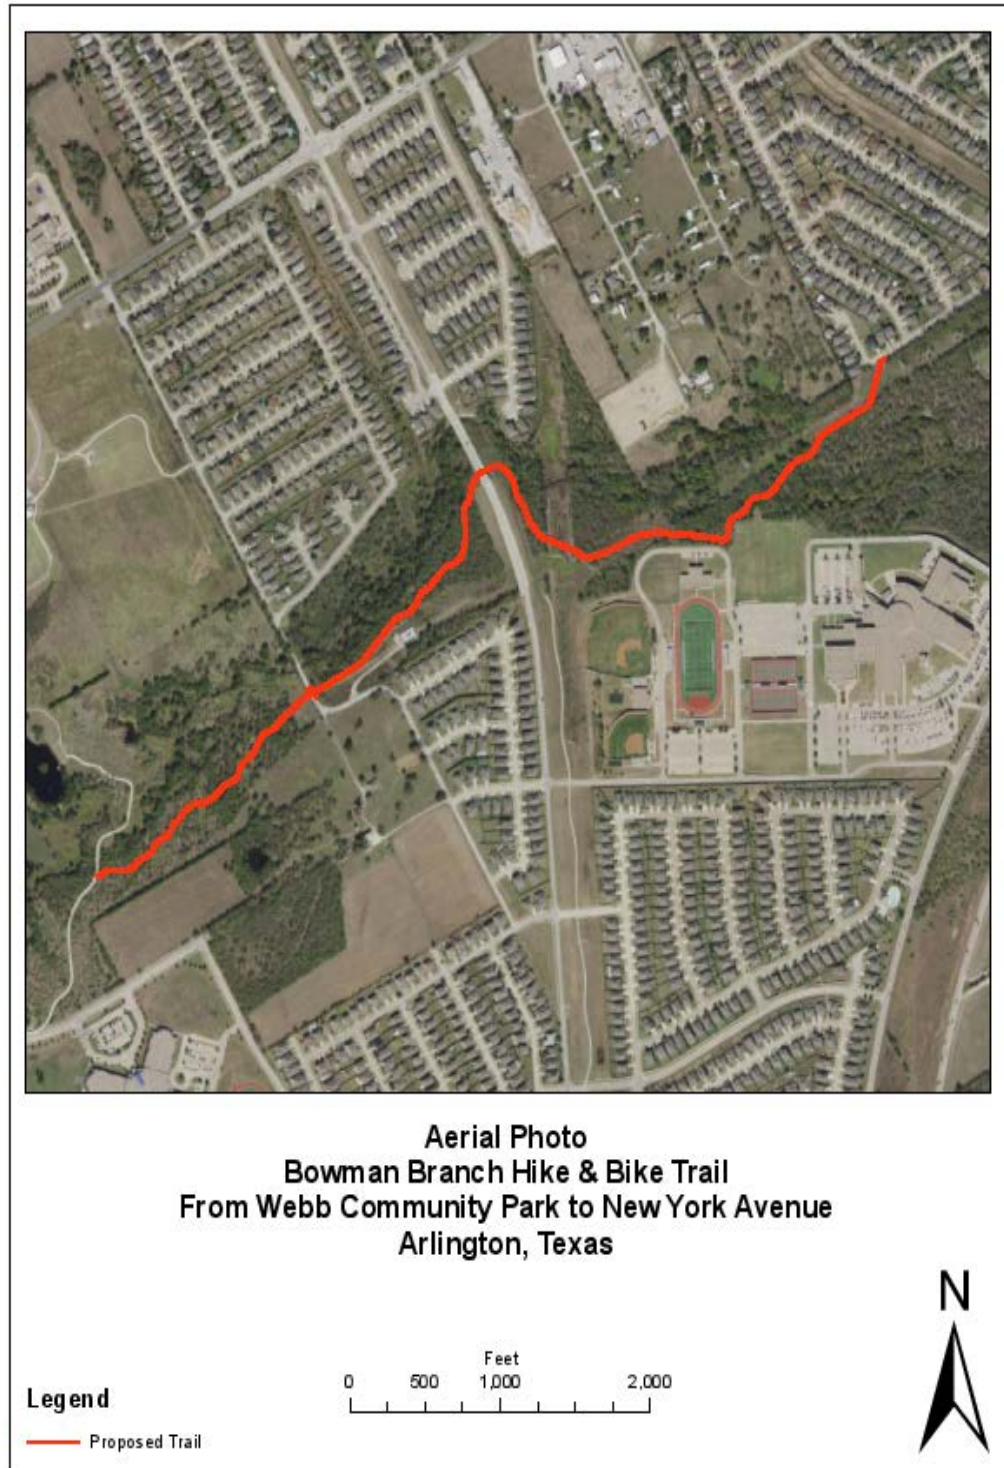 Aerial Photo
Bowman Branch Hike & Bike Trail
From Webb Community Park to New York Avenue
Arlington, Texas
N
Feet
0 500 1,000 2,000
Legend
Proposed Trail